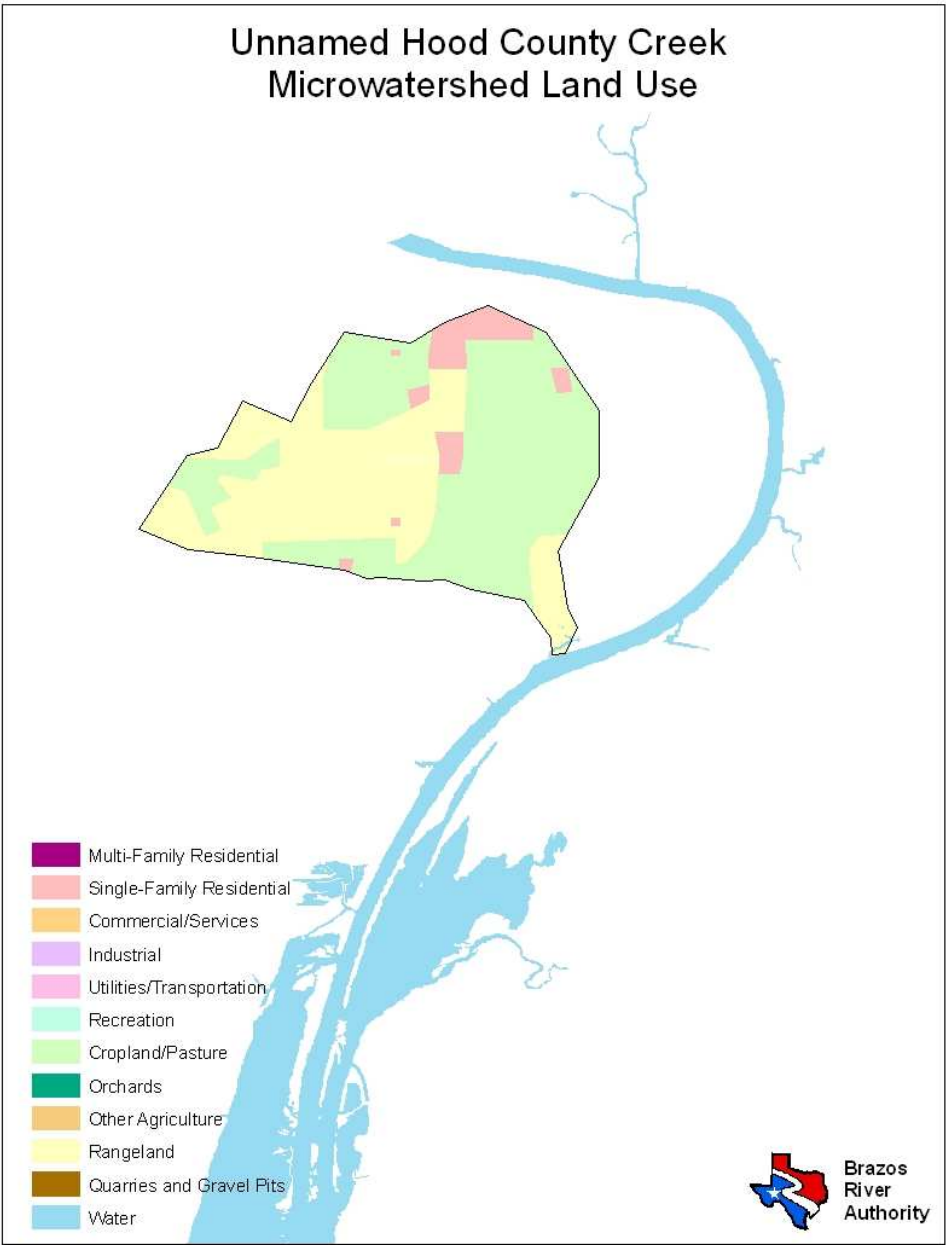 Unnamed Hood County Creek
Microwatershed Land Use
Multi-Family Residential
Single-Family Residential
Commercial/Services
Industrial
Utilities/Transportation
Recreation
Cropland/Pasture
Orchards
Other Agriculture
Rangeland
Quarries and Gravel Pits
Water
Brazos
River
Authority